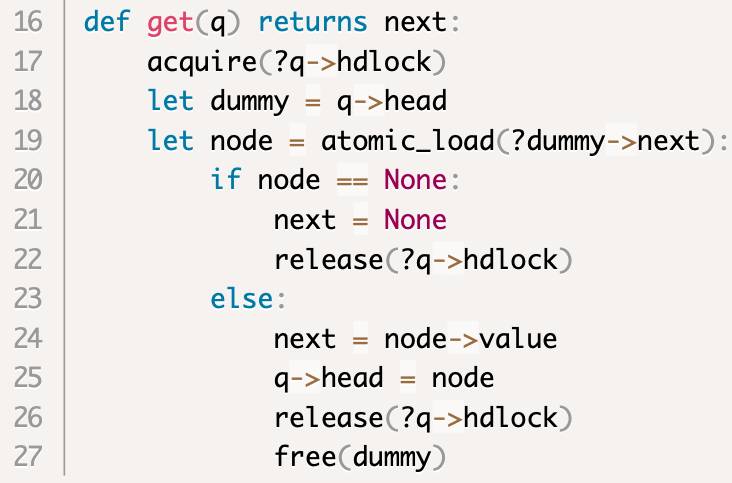 16 def get(q) returns next:
17     acquire(?q->hdlock)
18     let dummy = q->head
19     let node = atomic_load(?dummy->next):
20         if node == None:
21             next = None
22             release(?q->hdlock)
23         else:
24             next = node->value
25             q->head = node
26             release(?q->hdlock)
27             free(dummy)